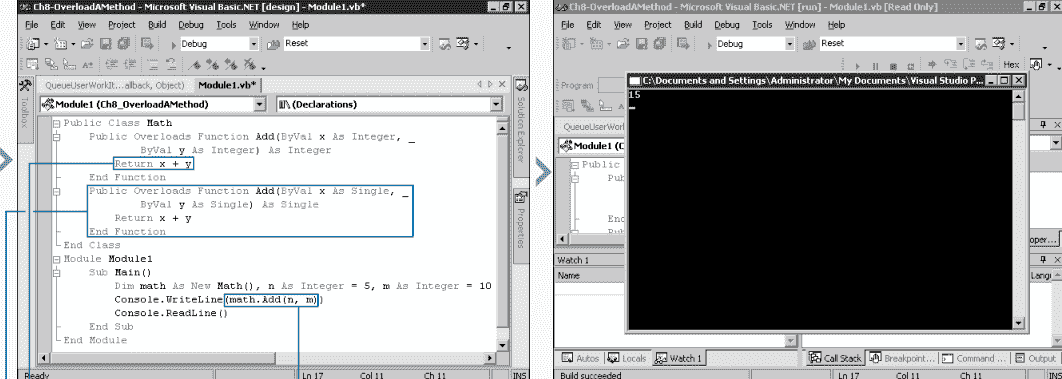 Ch8-OverloadAMethod - Microsoft Visual Basic.NET [design] - Module1.vb*
File Edit View Project Build Debug Tools Window Help
Debug Reset
QueueUserWorkIt...allback, Object) Module1.vb*
Module1 (Ch8_OverloadAMethod) (Declarations)
Public Class Math
Public Overloads Function Add(ByVal x As Integer, _
ByVal y As Integer) As Integer
Return x + y
End Function
Public Overloads Function Add(ByVal x As Single, _
ByVal y As Single) As Single
Return x + y
End Function
End Class
Module Module1
Sub Main()
Dim math As New Math(), n As Integer = 5, m As Integer = 10
Console.WriteLine(math.Add(n, m))
Console.ReadLine()
End Sub
End Module
Toolbox
Solution Explorer
Properties
Ready Ln 17 Col 11 Ch 11 INS
Ch8-OverloadAMethod - Microsoft Visual Basic.NET [run] - Module1.vb [Read Only]
File Edit View Project Build Debug Tools Window Help
Debug Reset
Hex
Program
C:\Documents and Settings\Administrator\My Documents\Visual Studio P...
15
QueueUserWorl
Module1 (C
Public
Pub
End
Pub
oper...
Watch 1
Name
Langu
Autos Locals Watch 1 Call Stack Breakpoint... Command ... Output
Build succeeded Ln 17 Col 11 Ch 11 INS